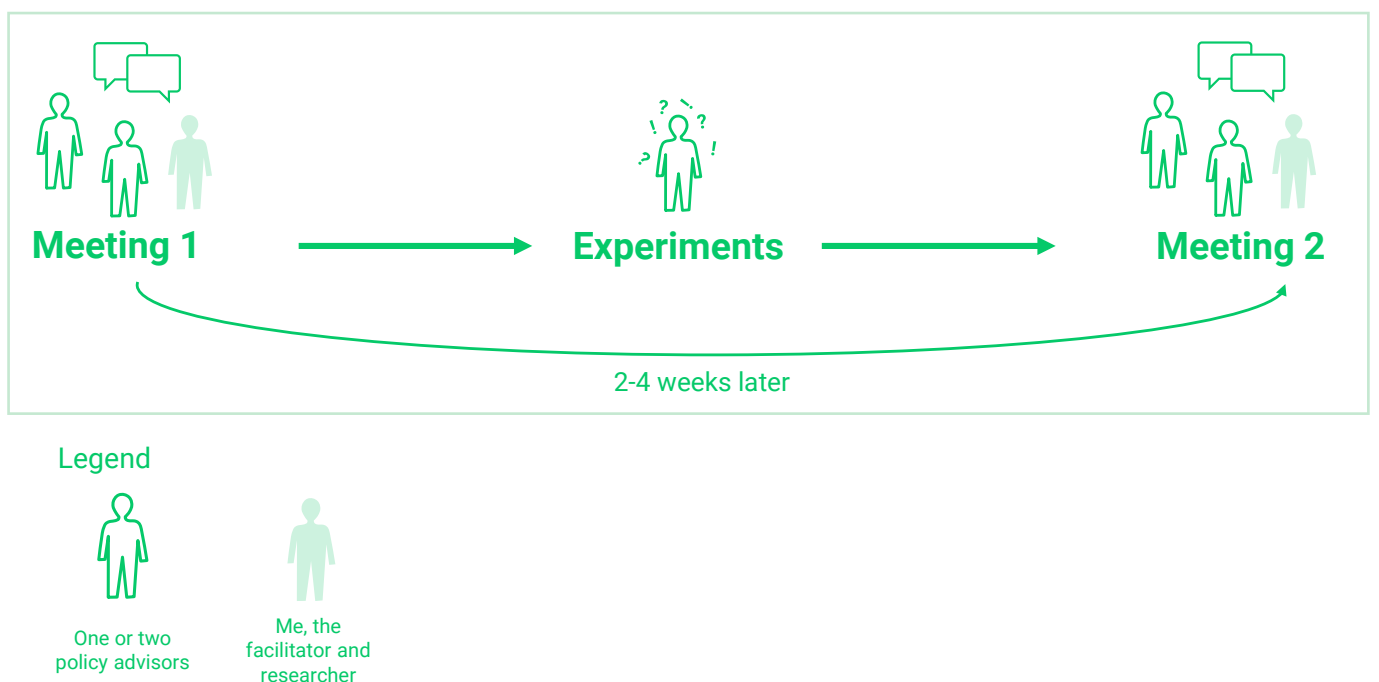 ? ! ? ! ? !
Meeting 1
Experiments
Meeting 2
2-4 weeks later
Legend
One or two
policy advisors
Me, the
facilitator and
researcher